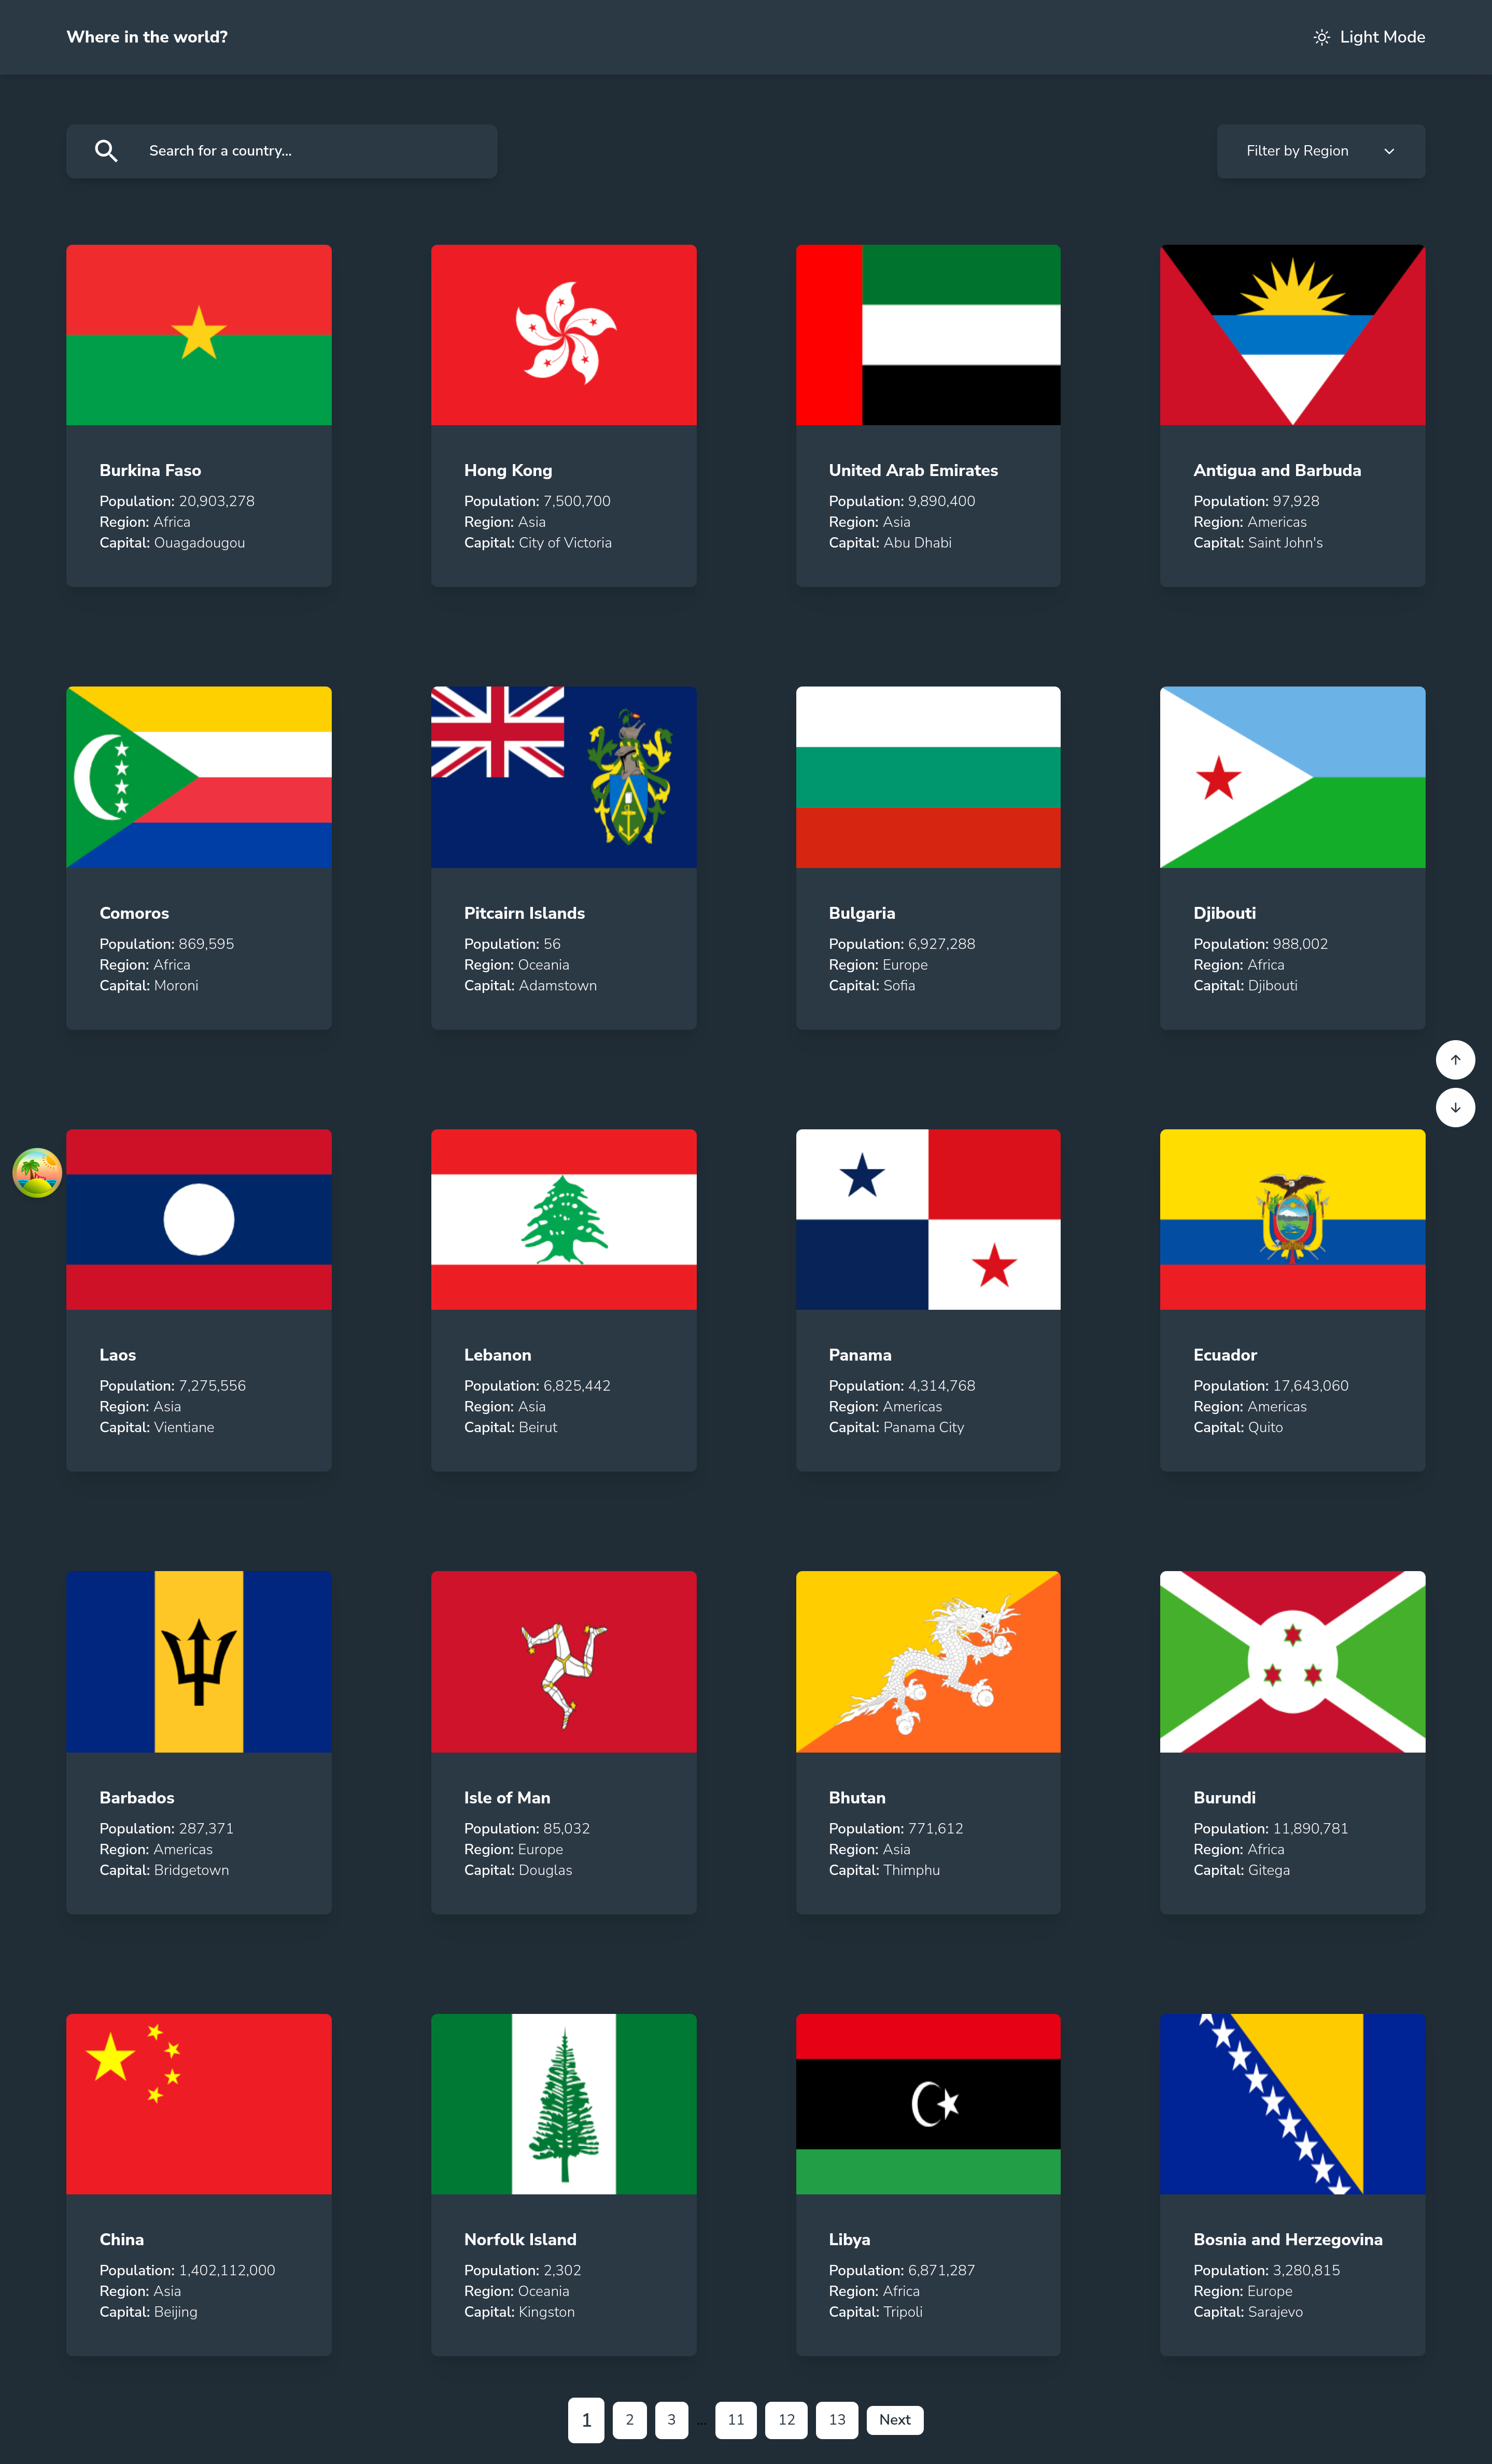 Where in the world?
Light Mode
Search for a country...
Filter by Region
Burkina Faso
Population: 20,903,278
Region: Africa
Capital: Ouagadougou
Hong Kong
Population: 7,500,700
Region: Asia
Capital: City of Victoria
United Arab Emirates
Population: 9,890,400
Region: Asia
Capital: Abu Dhabi
Antigua and Barbuda
Population: 97,928
Region: Americas
Capital: Saint John's
Comoros
Population: 869,595
Region: Africa
Capital: Moroni
Pitcairn Islands
Population: 56
Region: Oceania
Capital: Adamstown
Bulgaria
Population: 6,927,288
Region: Europe
Capital: Sofia
Djibouti
Population: 988,002
Region: Africa
Capital: Djibouti
Laos
Population: 7,275,556
Region: Asia
Capital: Vientiane
Lebanon
Population: 6,825,442
Region: Asia
Capital: Beirut
Panama
Population: 4,314,768
Region: Americas
Capital: Panama City
Ecuador
Population: 17,643,060
Region: Americas
Capital: Quito
Barbados
Population: 287,371
Region: Americas
Capital: Bridgetown
Isle of Man
Population: 85,032
Region: Europe
Capital: Douglas
Bhutan
Population: 771,612
Region: Asia
Capital: Thimphu
Burundi
Population: 11,890,781
Region: Africa
Capital: Gitega
China
Population: 1,402,112,000
Region: Asia
Capital: Beijing
Norfolk Island
Population: 2,302
Region: Oceania
Capital: Kingston
Libya
Population: 6,871,287
Region: Africa
Capital: Tripoli
Bosnia and Herzegovina
Population: 3,280,815
Region: Europe
Capital: Sarajevo
1 2 3 ... 11 12 13 Next